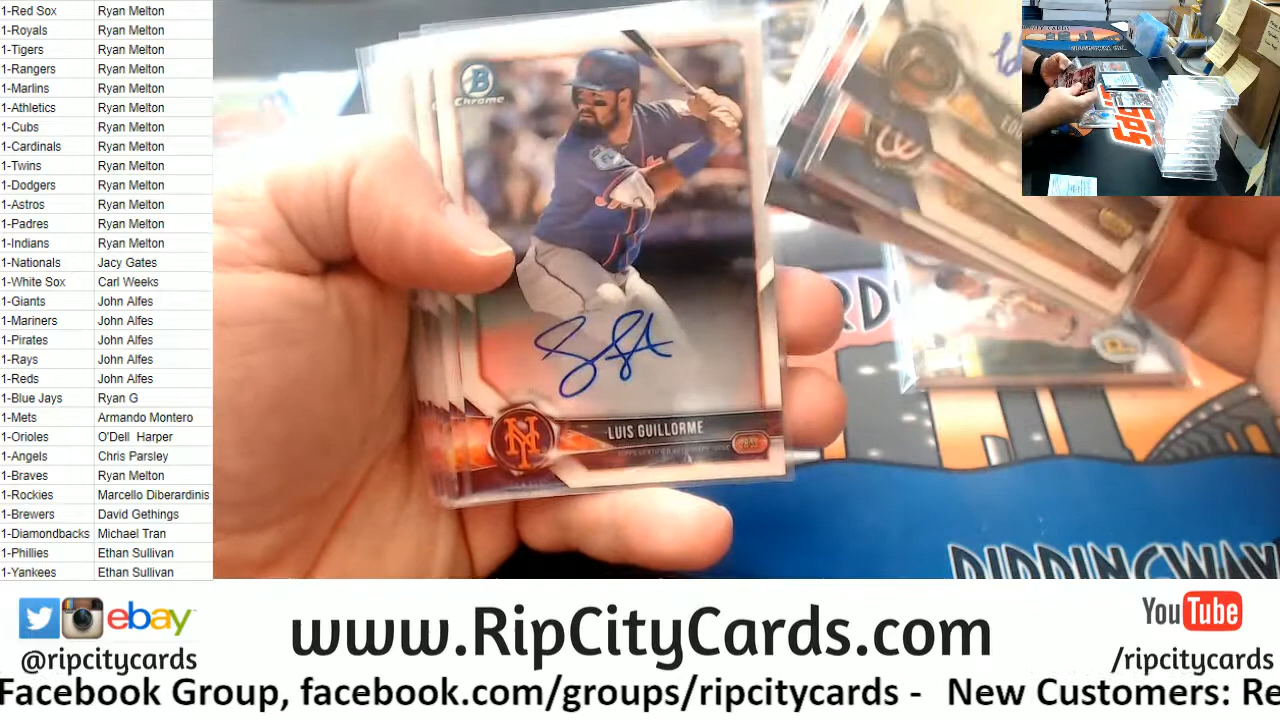 1-Red Sox Ryan Melton
1-Royals Ryan Melton
1-Tigers Ryan Melton
1-Rangers Ryan Melton
1-Marlins Ryan Melton
1-Athletics Ryan Melton
1-Cubs Ryan Melton
1-Cardinals Ryan Melton
1-Twins Ryan Melton
1-Dodgers Ryan Melton
1-Astros Ryan Melton
1-Padres Ryan Melton
1-Indians Ryan Melton
1-Nationals Jacy Gates
1-White Sox Carl Weeks
1-Giants John Alfes
1-Mariners John Alfes
1-Pirates John Alfes
1-Rays John Alfes
1-Reds John Alfes
1-Blue Jays Ryan G
1-Mets Armando Montero
1-Orioles O'Dell Harper
1-Angels Chris Parsley
1-Braves Ryan Melton
1-Rockies Marcello Diberardinis
1-Brewers David Gethings
1-Diamondbacks Michael Tran
1-Phillies Ethan Sullivan
1-Yankees Ethan Sullivan
B
Chrome
NY
LUIS GUILLORME
2B-SS
RD
RIPPINGWAX
topps
ebay
@ripcitycards
www.RipCityCards.com
YouTube
/ripcitycards
Facebook Group, facebook.com/groups/ripcitycards - New Customers: Re